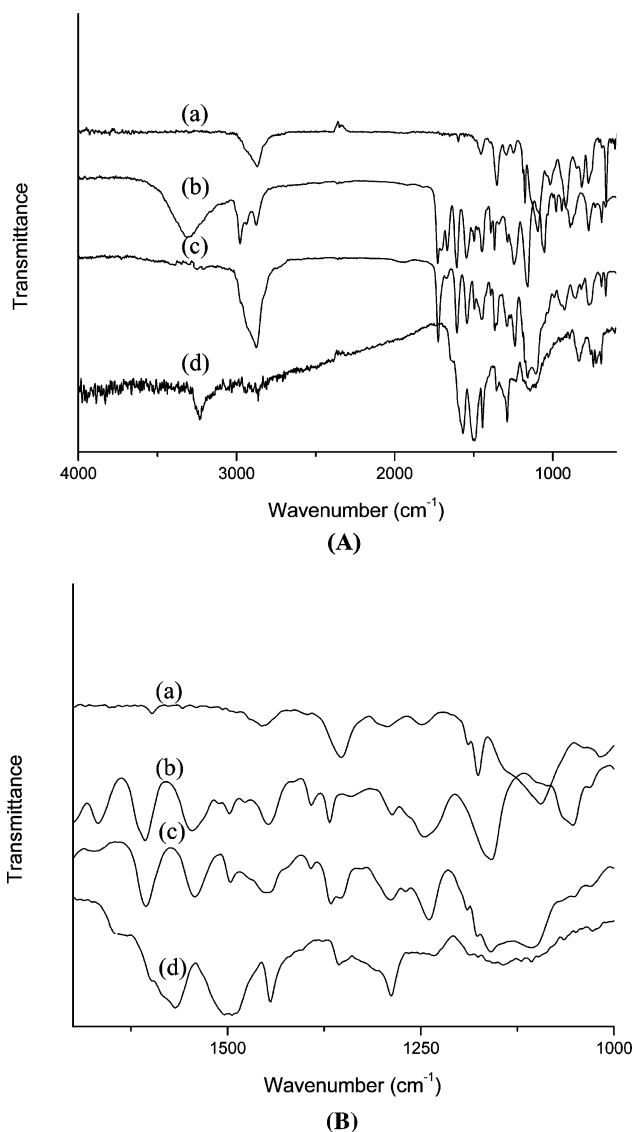 Transmittance
(a)
(b)
(c)
(d)
4000 3000 2000 1000
Wavenumber (cm-1)
(A)
Transmittance
(a)
(b)
(c)
(d)
1500 1250 1000
Wavenumber (cm-1)
(B)